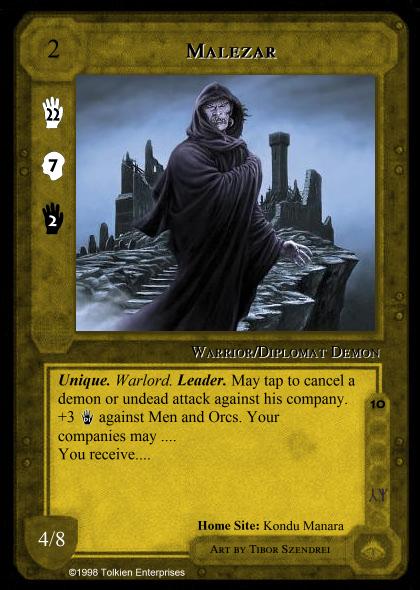 2
MALEZAR
22
7
2
WARRIOR/DIPLOMAT DEMON
Unique. Warlord. Leader. May tap to cancel a
demon or undead attack against his company.
+3 against Men and Orcs. Your
companies may ....
You receive....
10
Home Site: Kondu Manara
4/8
ART BY TIBOR SZENDREI
©1998 Tolkien Enterprises